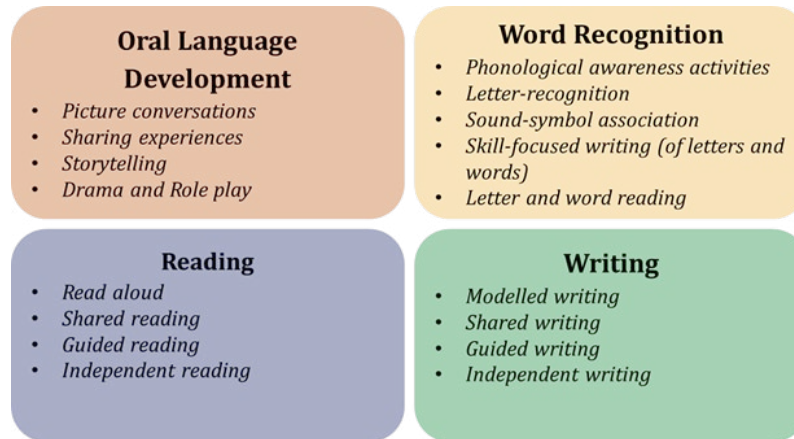 Oral Language
Development
• Picture conversations
• Sharing experiences
• Storytelling
• Drama and Role play
Word Recognition
• Phonological awareness activities
• Letter-recognition
• Sound-symbol association
• Skill-focused writing (of letters and
words)
• Letter and word reading
Reading
• Read aloud
• Shared reading
• Guided reading
• Independent reading
Writing
• Modelled writing
• Shared writing
• Guided writing
• Independent writing